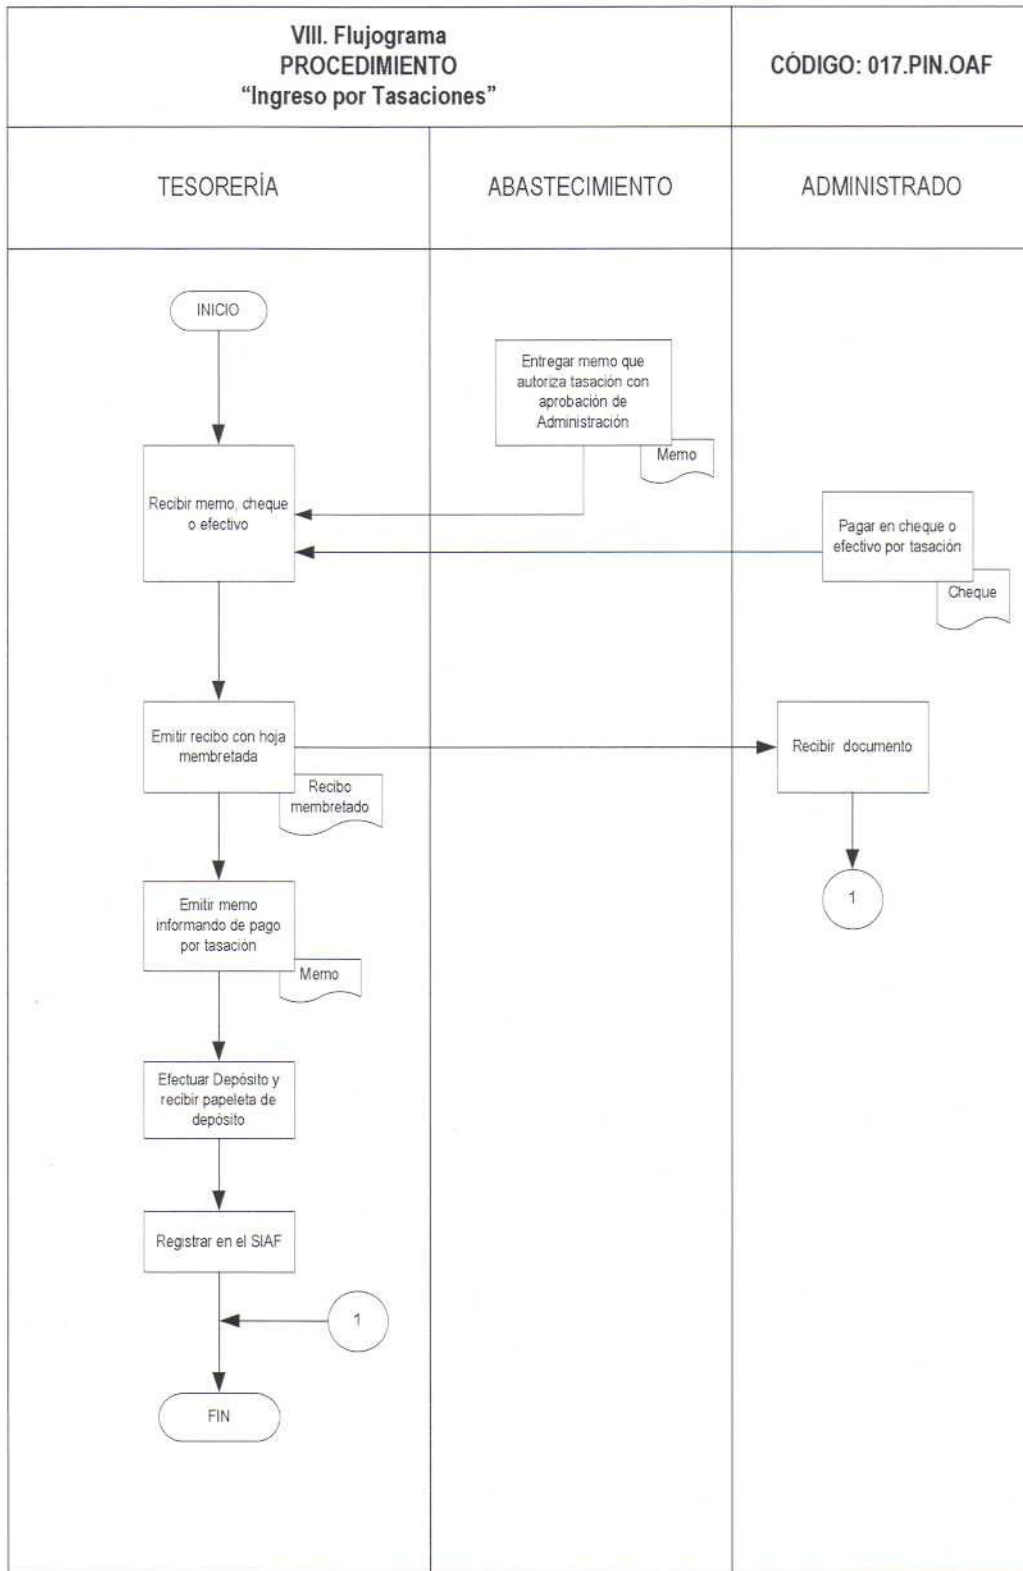 VIII. Flujograma
PROCEDIMIENTO
“Ingreso por Tasaciones”
CÓDIGO: 017.PIN.OAF
TESORERÍA
ABASTECIMIENTO
ADMINISTRADO
INICIO
Entregar memo que
autoriza tasación con
aprobación de
Administración
Memo
Recibir memo, cheque
o efectivo
Pagar en cheque o
efectivo por tasación
Cheque
Emitir recibo con hoja
membretada
Recibo
membretado
Recibir documento
1
Emitir memo
informando de pago
por tasación
Memo
Efectuar Depósito y
recibir papeleta de
depósito
Registrar en el SIAF
1
FIN